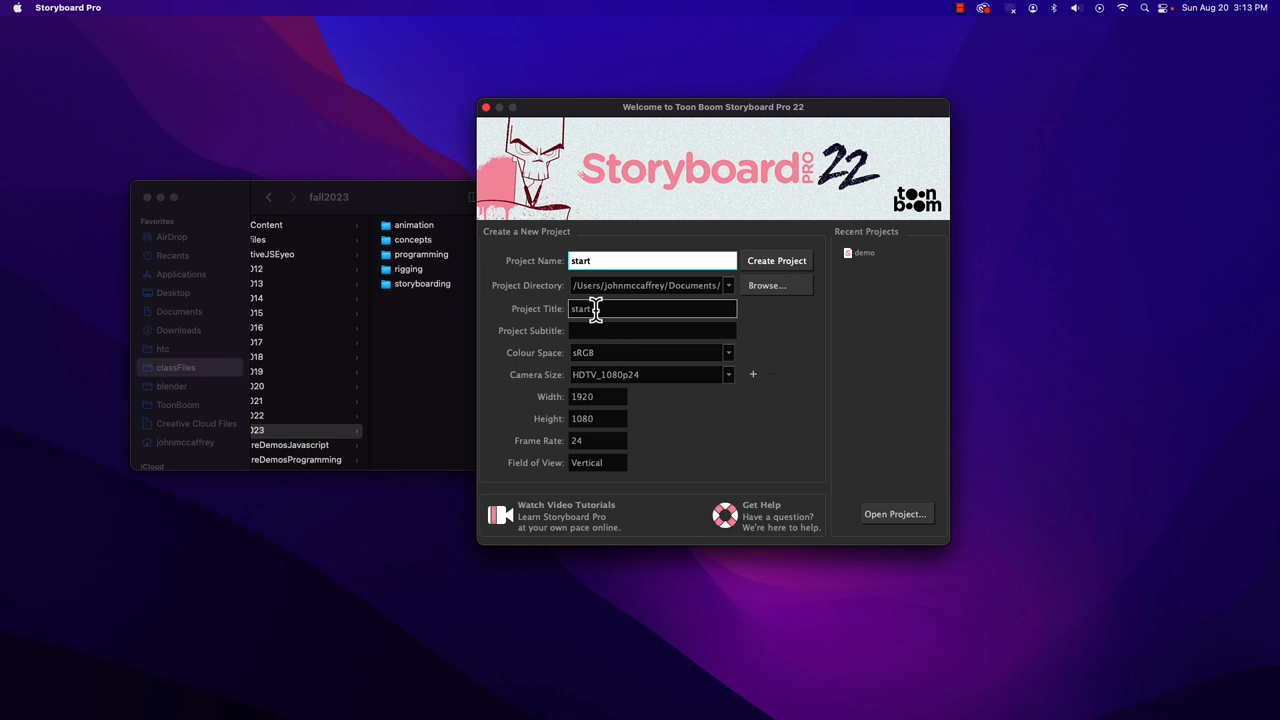 Storyboard Pro
Sun Aug 20 3:13 PM
Welcome to Toon Boom Storyboard Pro 22
Storyboard PRO 22
toon boom
fall2023
Favorites
AirDrop
Recents
Applications
Desktop
Documents
Downloads
htc
classFiles
blender
ToonBoom
Creative Cloud Files
johnmccaffrey
iCloud
Content
files
tiveJSEyeo
012
013
014
015
016
017
018
019
020
021
022
023
reDemosJavascript
reDemosProgramming
animation
concepts
programming
rigging
storyboarding
Create a New Project
Project Name: start Create Project
Project Directory: /Users/johnmccaffrey/Documents/ Browse...
Project Title: start
Project Subtitle:
Colour Space: sRGB
Camera Size: HDTV_1080p24
Width: 1920
Height: 1080
Frame Rate: 24
Field of View: Vertical
Recent Projects
demo
Open Project...
Watch Video Tutorials
Learn Storyboard Pro
at your own pace online.
Get Help
Have a question?
We're here to help.